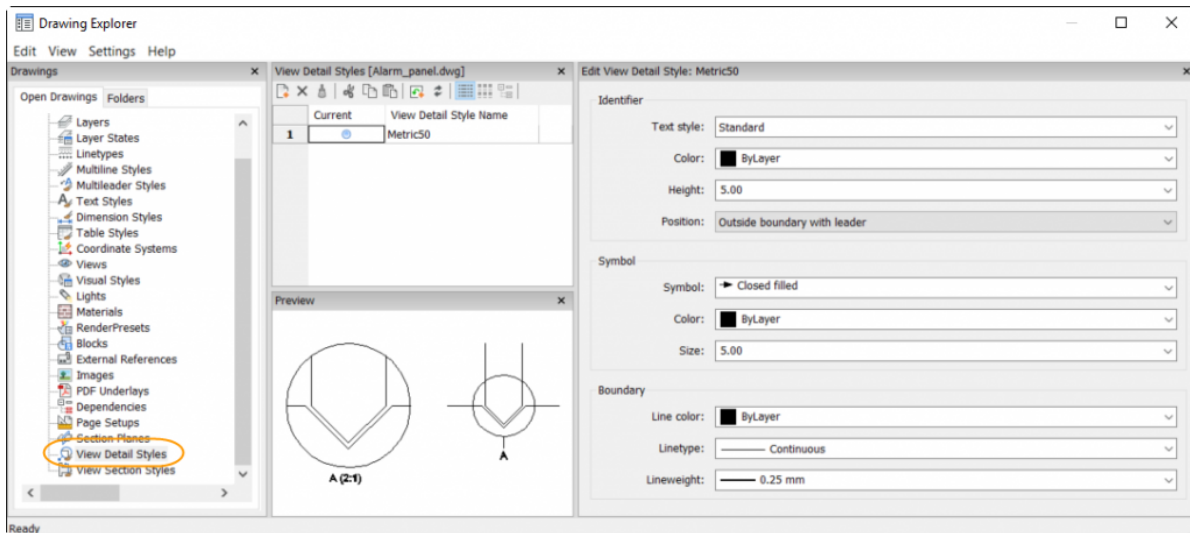 Drawing Explorer
Edit View Settings Help
Drawings
Open Drawings Folders
Layers
Layer States
Linetypes
Multiline Styles
Multileader Styles
Text Styles
Dimension Styles
Table Styles
Coordinate Systems
Views
Visual Styles
Lights
Materials
RenderPresets
Blocks
External References
Images
PDF Underlays
Dependencies
Page Setups
Section Planes
View Detail Styles
View Section Styles
Ready
View Detail Styles [Alarm_panel.dwg]
Current View Detail Style Name
1 Metric50
Preview
A
A (2:1)
Edit View Detail Style: Metric50
Identifier
Text style: Standard
Color: ByLayer
Height: 5.00
Position: Outside boundary with leader
Symbol
Symbol: Closed filled
Color: ByLayer
Size: 5.00
Boundary
Line color: ByLayer
Linetype: Continuous
Lineweight: 0.25 mm